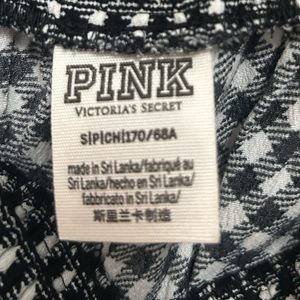 PINK
VICTORIA'S SECRET
S|P|CH|170/68A
made in Sri Lanka/fabriqué au
Sri Lanka/hecho en Sri Lanka/
fabbricato in Sri Lanka/
斯里兰卡制造